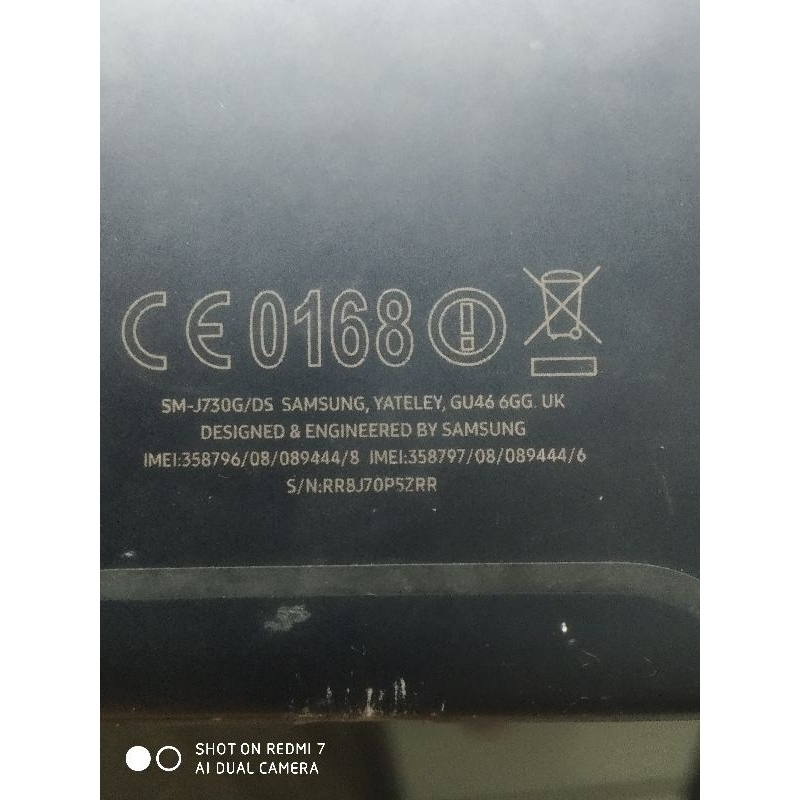 CE0168
SM-J730G/DS SAMSUNG, YATELEY, GU46 6GG. UK
DESIGNED & ENGINEERED BY SAMSUNG
IMEI:358796/08/089444/8 IMEI:358797/08/089444/6
S/N:RR8J70P5ZRR
SHOT ON REDMI 7
AI DUAL CAMERA